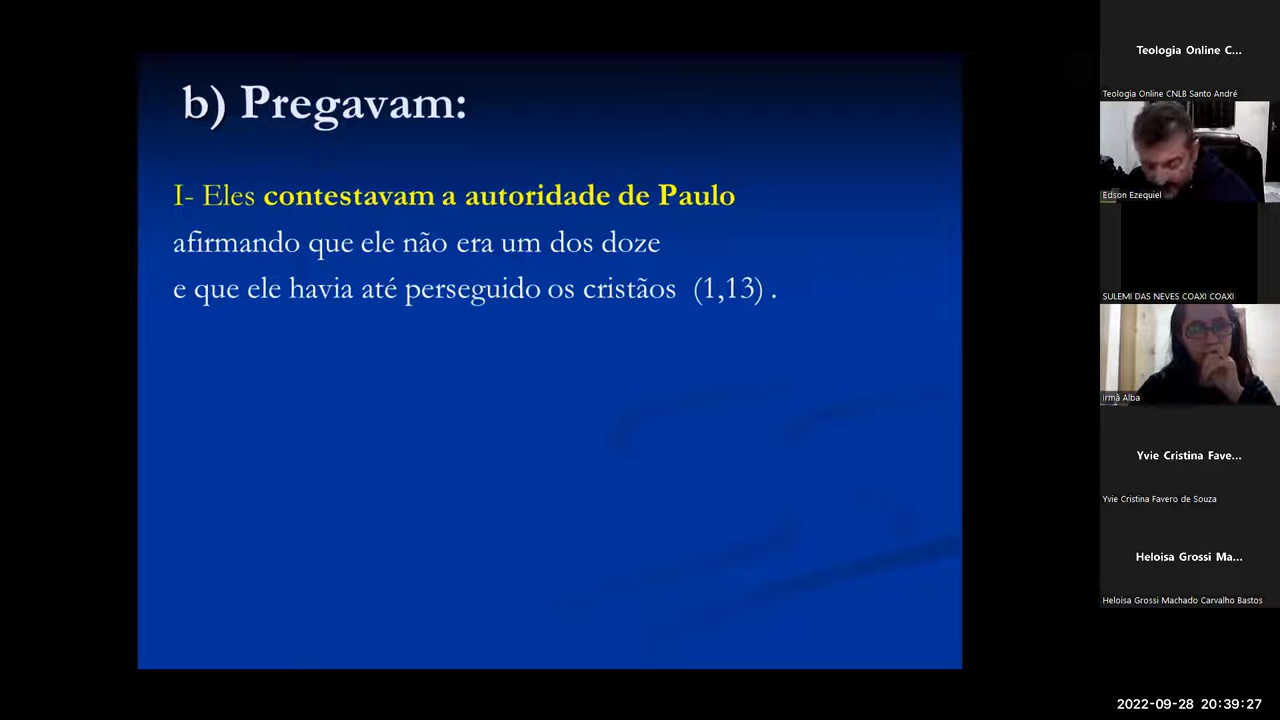 b) Pregavam:
I- Eles contestavam a autoridade de Paulo
afirmando que ele não era um dos doze
e que ele havia até perseguido os cristãos (1,13) .
Teologia Online C...
Teologia Online CNLB Santo André
Edson Ezequiel
SULEMI DAS NEVES COAXI COAXI
Irmã Alba
Yvie Cristina Fave...
Yvie Cristina Favero de Souza
Heloisa Grossi Ma...
Heloisa Grossi Machado Carvalho Bastos
2022-09-28 20:39:27